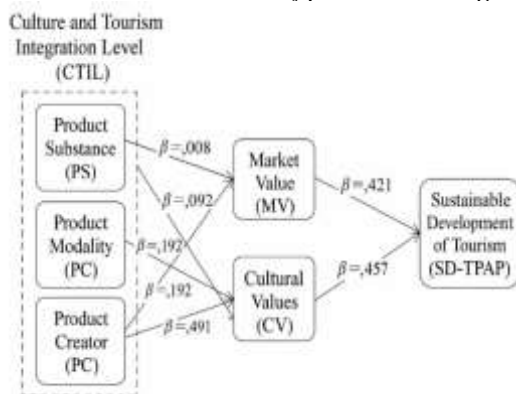 Culture and Tourism
Integration Level
(CTIL)
Product
Substance
(PS)
Product
Modality
(PC)
Product
Creator
(PC)
β=,008
β=,092
β=,192
β=,192
β=,491
Market
Value
(MV)
Cultural
Values
(CV)
β=,421
β=,457
Sustainable
Development
of Tourism
(SD-TPAP)